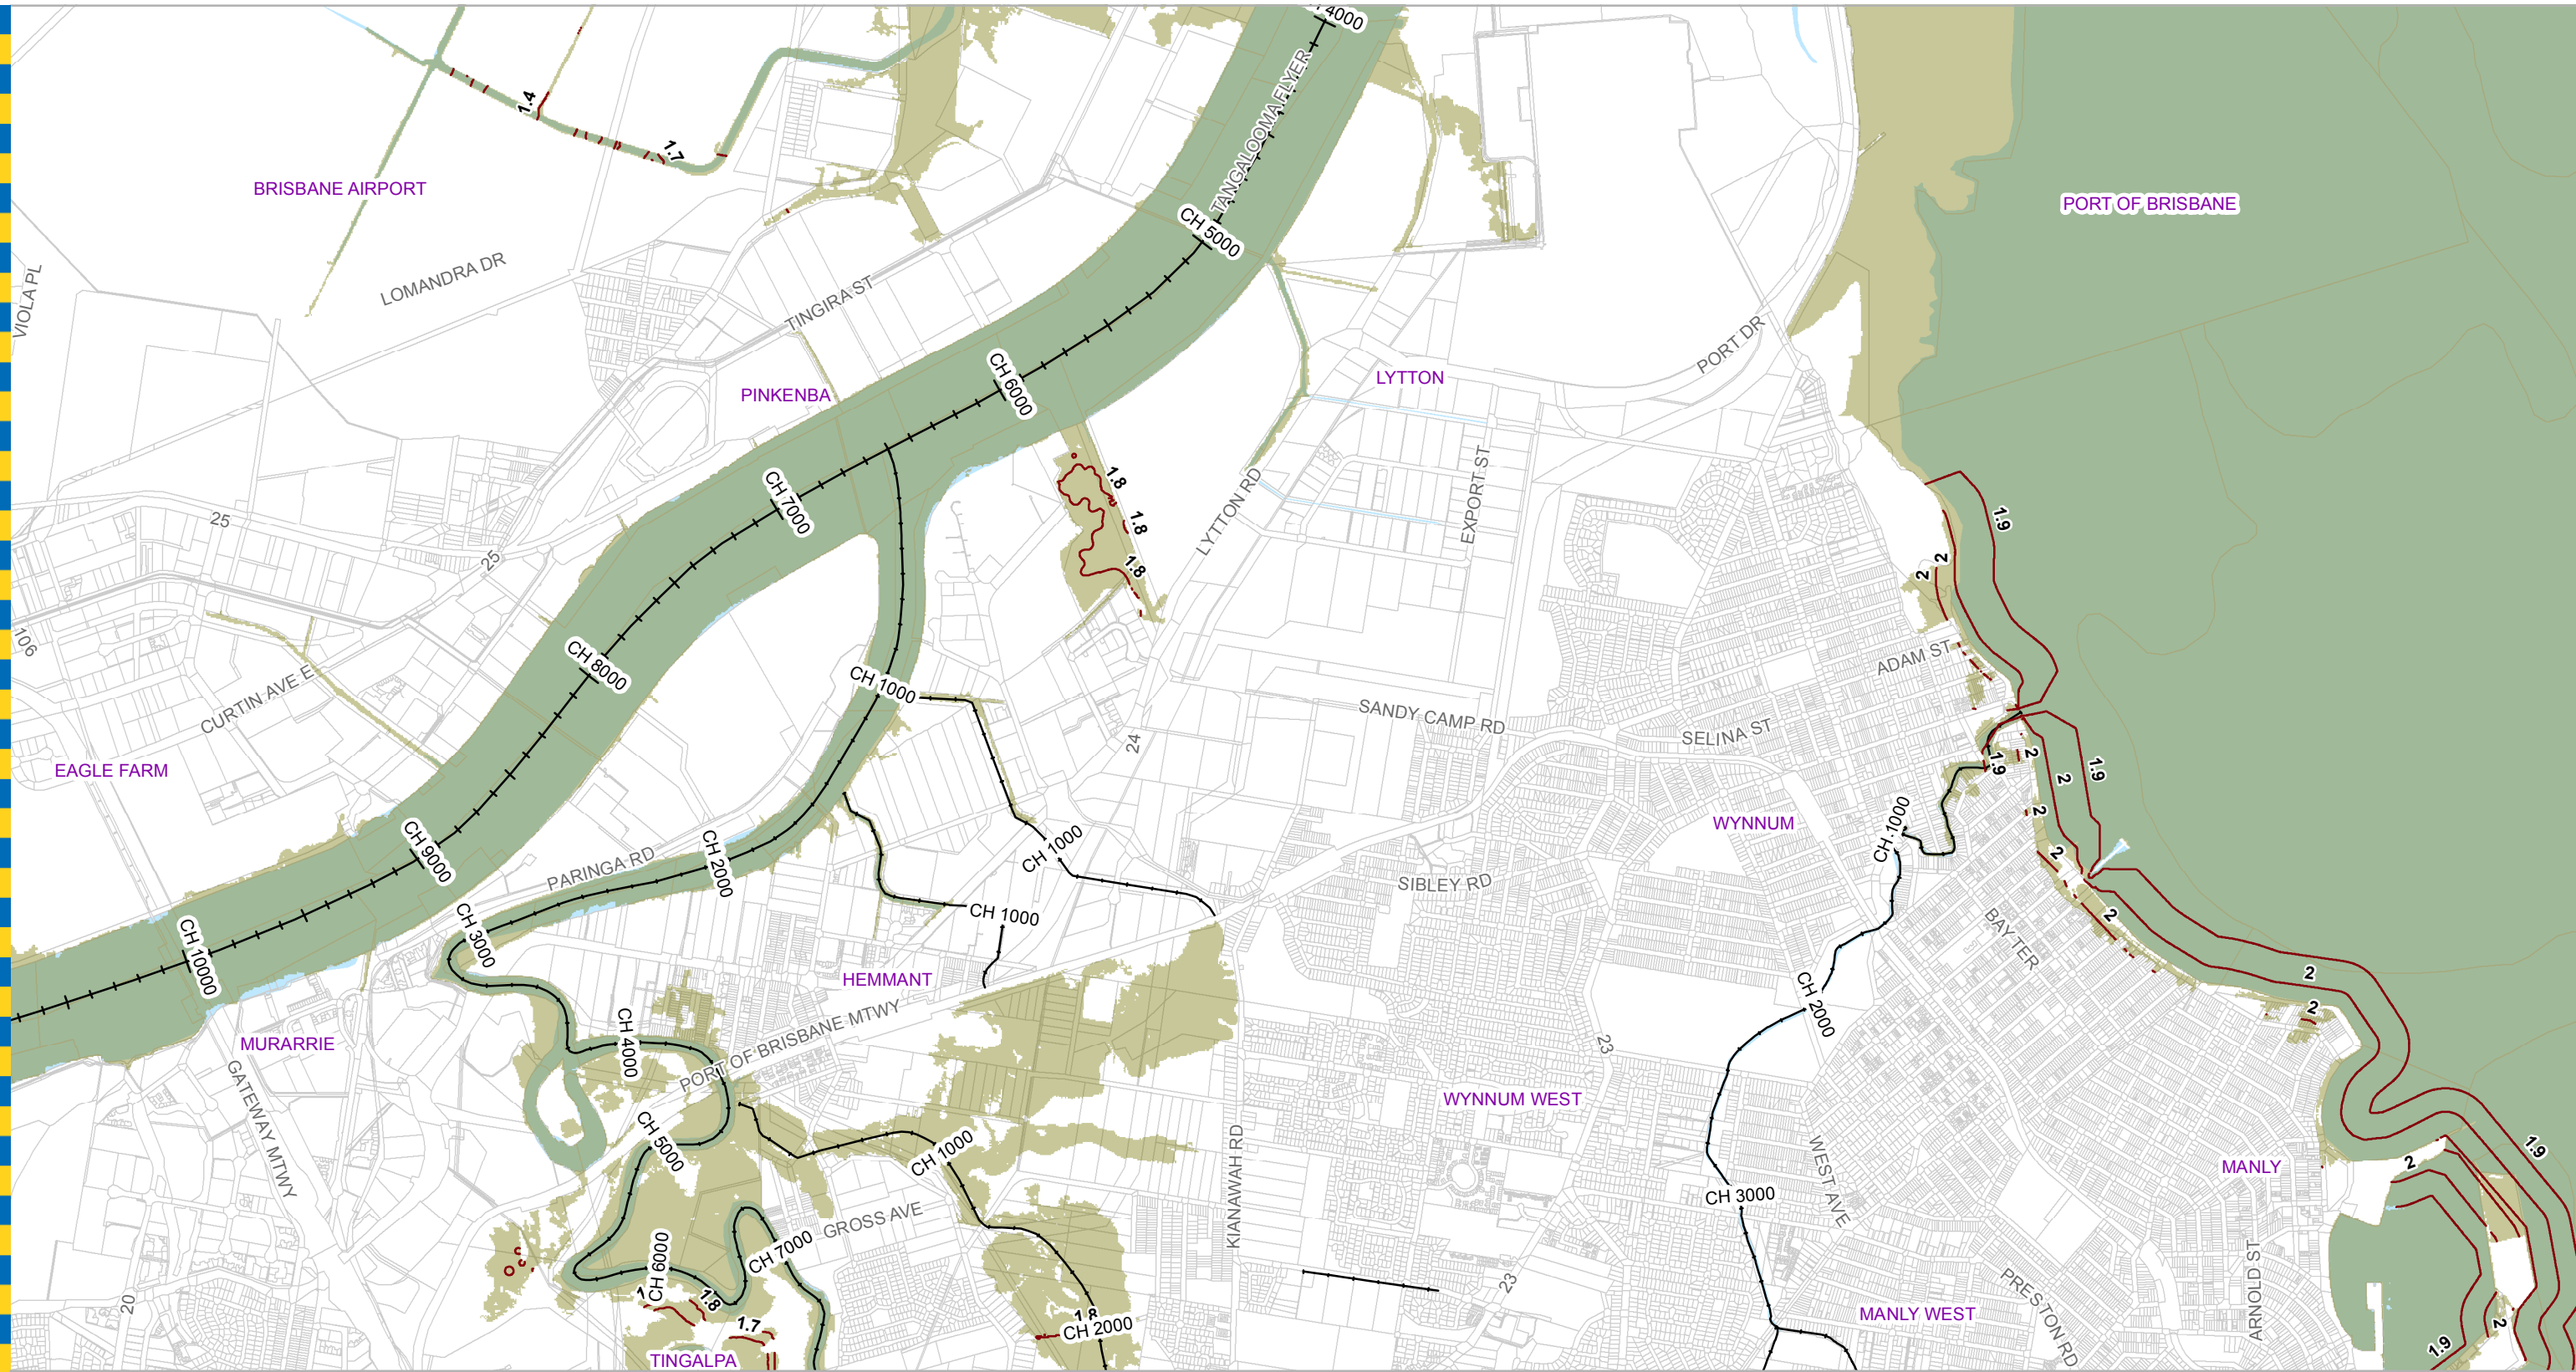 4000
TANGALOOMA FLYER
1.4
1.7
BRISBANE AIRPORT
PORT OF BRISBANE
CH 5000
LOMANDRA DR
VIOLA PL
TINGIRA ST
PORT DR
CH 6000
LYTTON
PINKENBA
1.8
CH 7000
LYTTON RD
EXPORT ST
25
1.8
1.9
25
1.8
2
2
106
CH 8000
ADAM ST
CH 1000
CURTIN AVE E
SANDY CAMP RD
SELINA ST
24
EAGLE FARM
1.9
2
2
1.9
2
WYNNUM
CH 1000
CH 9000
CH 1000
PARINGA RD
CH 2000
2
SIBLEY RD
CH 1000
2
BAY TER
CH 3000
CH 10000
HEMMANT
2
CH 2000
2
PORT OF BRISBANE MTWY
CH 4000
MURARRIE
23
GATEWAY MTWY
WYNNUM WEST
CH 5000
CH 1000
KIANAWAH RD
WEST AVE
1.9
2
MANLY
CH 3000
GROSS AVE
CH 7000
CH 6000
ARNOLD ST
23
20
1.8
1.8
CH 2000
1.7
MANLY WEST
PRESTON RD
2
1.9
TINGALPA